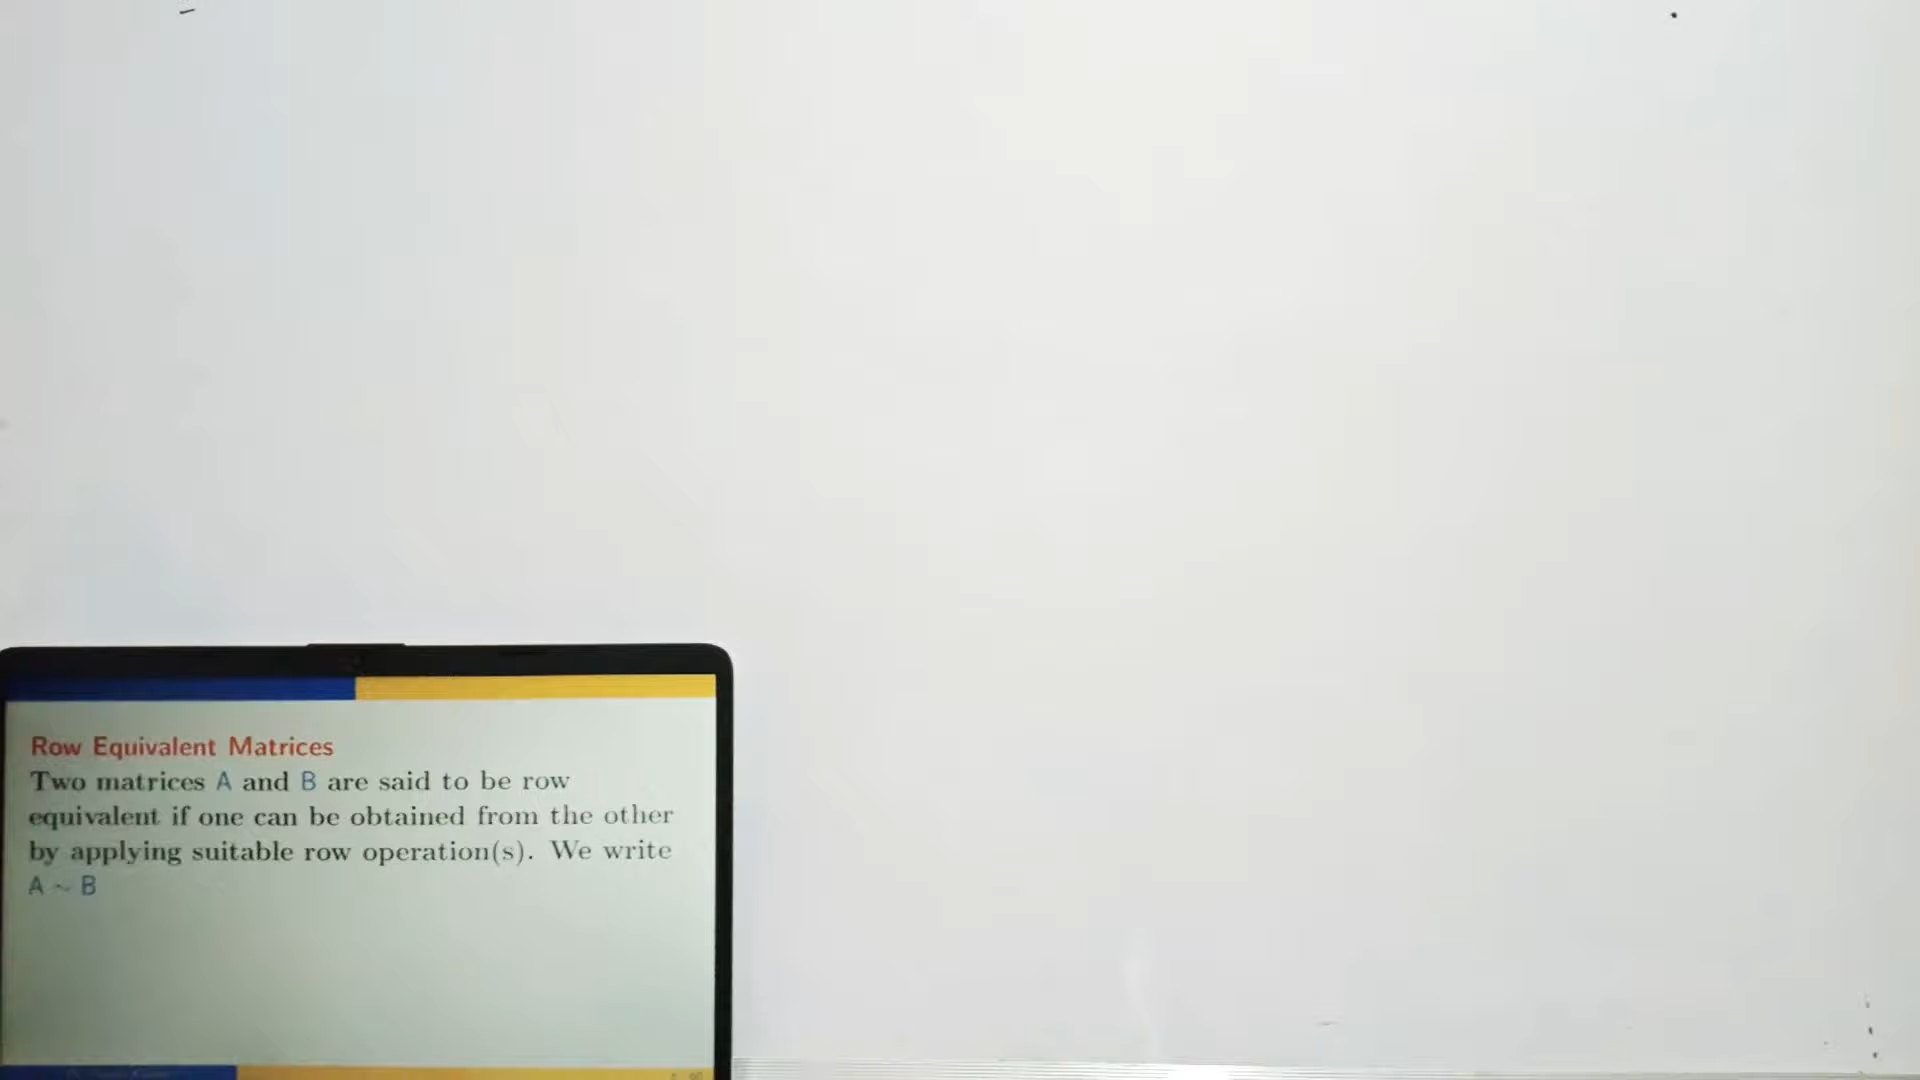 Row Equivalent Matrices
Two matrices A and B are said to be row
equivalent if one can be obtained from the other
by applying suitable row operation(s). We write
A ~ B